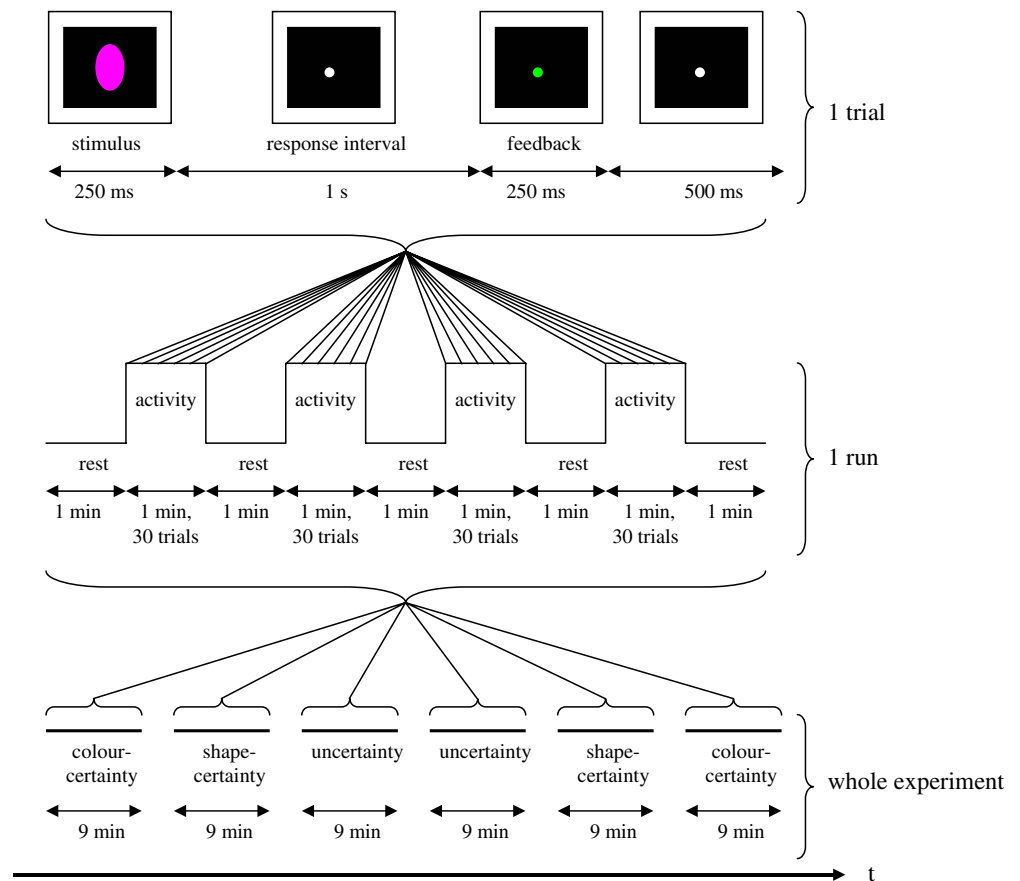 stimulus response interval feedback
1 trial
250 ms 1 s 250 ms 500 ms
activity activity activity activity
rest rest rest rest rest
1 run
1 min 1 min, 1 min 1 min, 1 min 1 min, 1 min 1 min, 1 min
30 trials 30 trials 30 trials 30 trials
colour- shape- uncertainty uncertainty shape- colour-
certainty certainty certainty certainty
whole experiment
9 min 9 min 9 min 9 min 9 min 9 min
t